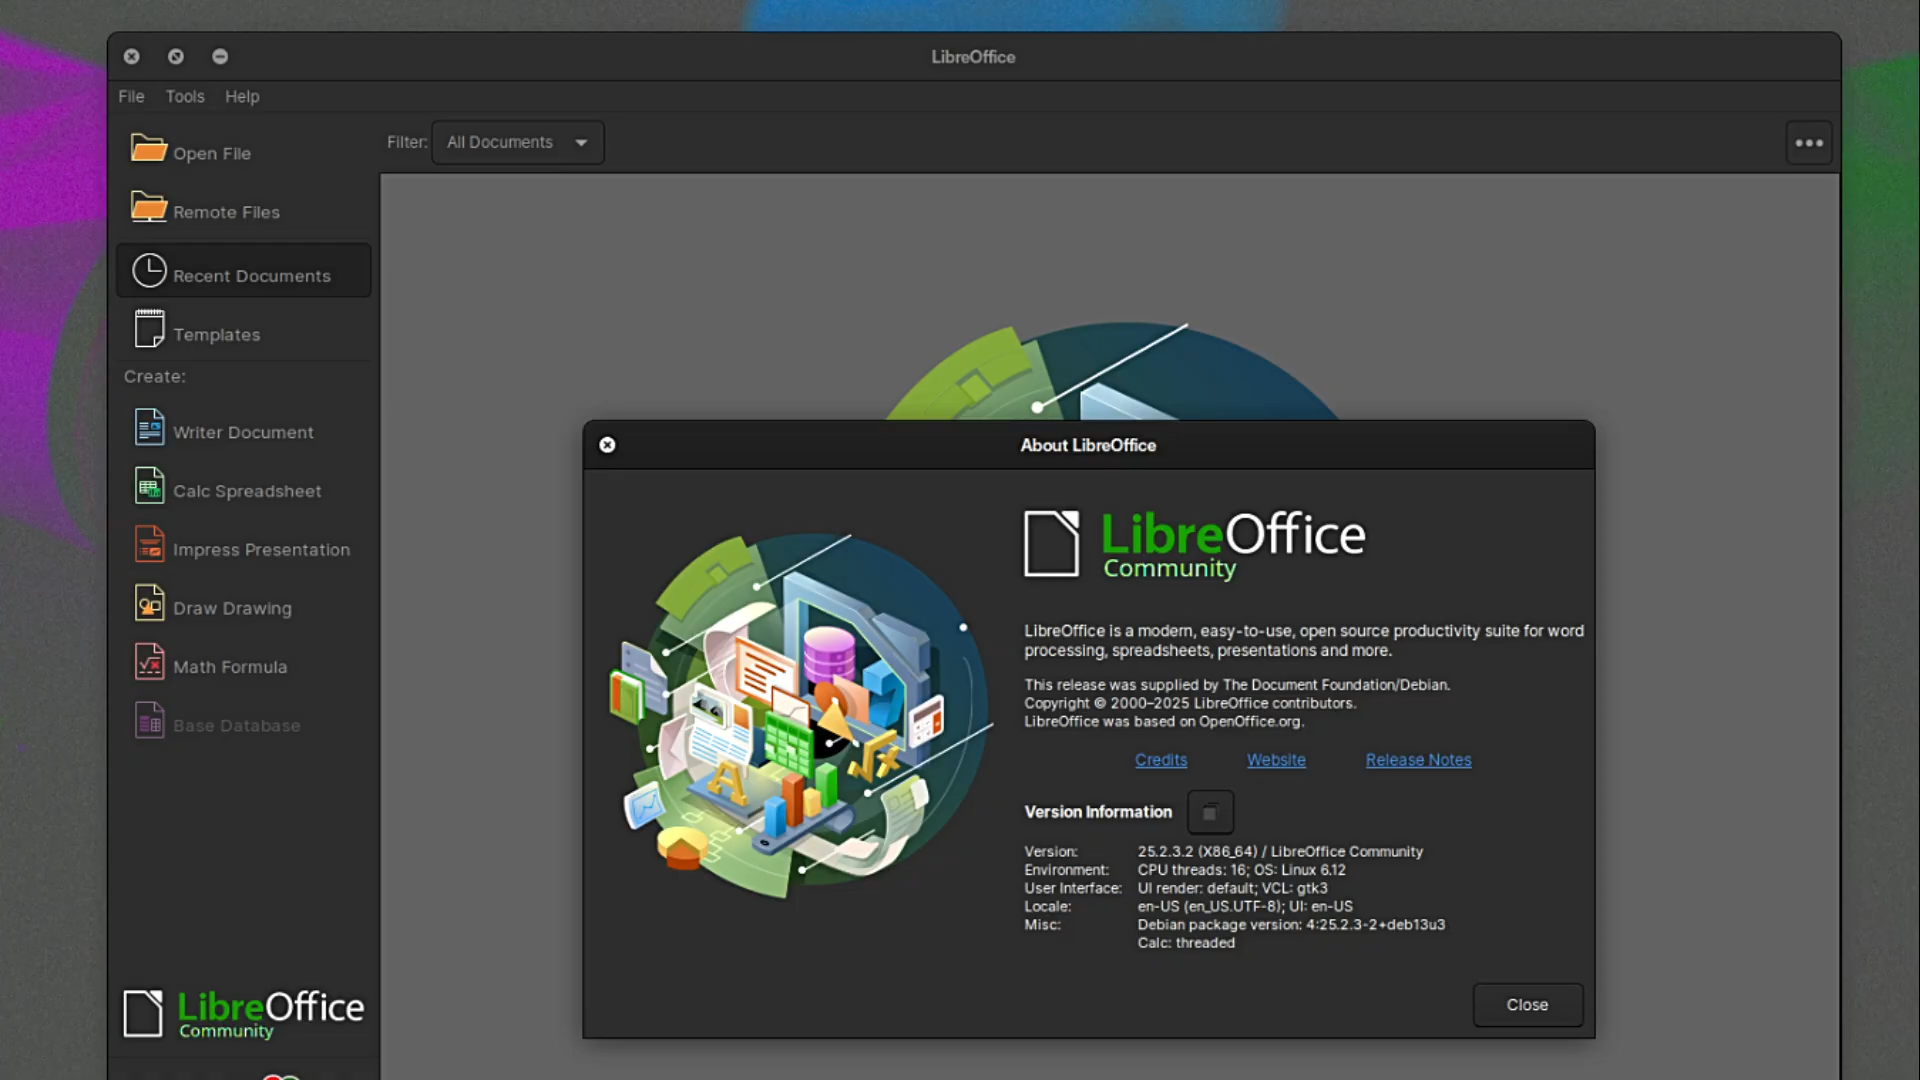 LibreOffice
File Tools Help
Open File
Filter: All Documents
Remote Files
Recent Documents
Templates
Create:
Writer Document
Calc Spreadsheet
Impress Presentation
Draw Drawing
Math Formula
Base Database
LibreOffice
Community
About LibreOffice
LibreOffice
Community
LibreOffice is a modern, easy-to-use, open source productivity suite for word
processing, spreadsheets, presentations and more.
This release was supplied by The Document Foundation/Debian.
Copyright © 2000–2025 LibreOffice contributors.
LibreOffice was based on OpenOffice.org.
Credits Website Release Notes
Version Information
Version: 25.2.3.2 (X86_64) / LibreOffice Community
Environment: CPU threads: 16; OS: Linux 6.12
User Interface: UI render: default; VCL: gtk3
Locale: en-US (en_US.UTF-8); UI: en-US
Misc: Debian package version: 4:25.2.3-2+deb13u3
Calc: threaded
Close